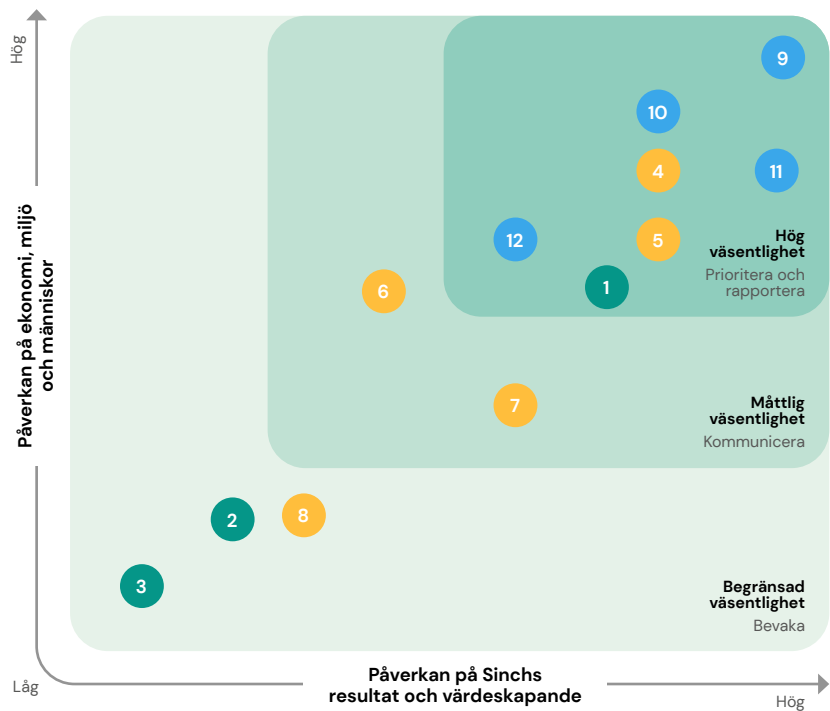 Hög
Påverkan på ekonomi, miljö
och människor
9
10
4
11
12
5
Hög
väsentlighet
Prioritera och
rapportera
1
6
7
Måttlig
väsentlighet
Kommunicera
2
8
3
Begränsad
väsentlighet
Bevaka
Låg
Påverkan på Sinchs
resultat och värdeskapande
Hög